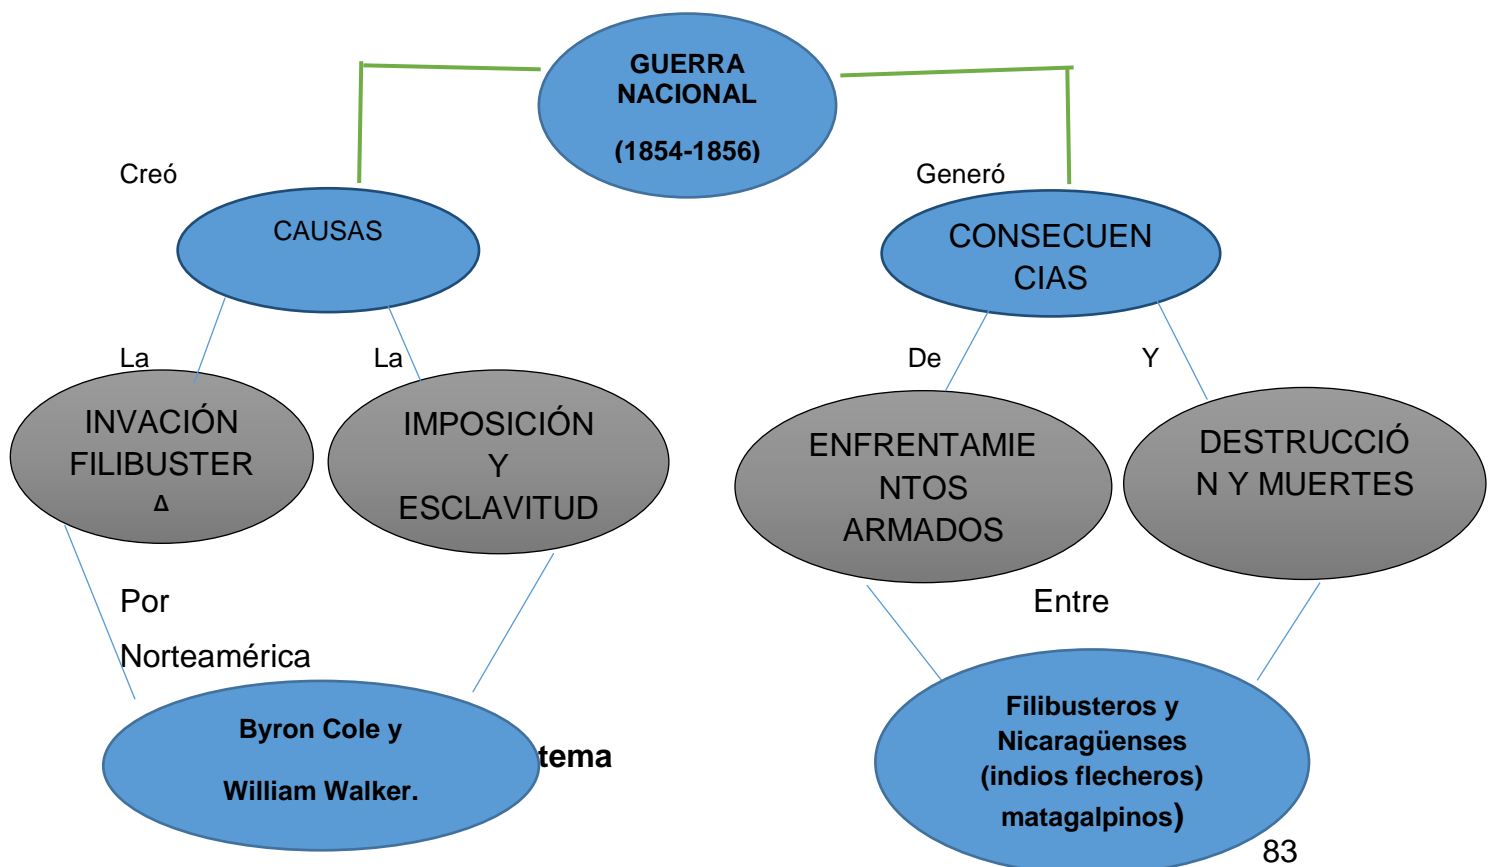 GUERRA
NACIONAL
(1854-1856)
Creó
Generó
CAUSAS
CONSECUEN
CIAS
La
La
De
Y
INVACIÓN
FILIBUSTER
A
IMPOSICIÓN
Y
ESCLAVITUD
ENFRENTAMIE
NTOS
ARMADOS
DESTRUCCIÓ
N Y MUERTES
Por
Norteamérica
Entre
Byron Cole y
William Walker.
tema
Filibusteros y
Nicaragüenses
(indios flecheros)
matagalpinos)
83